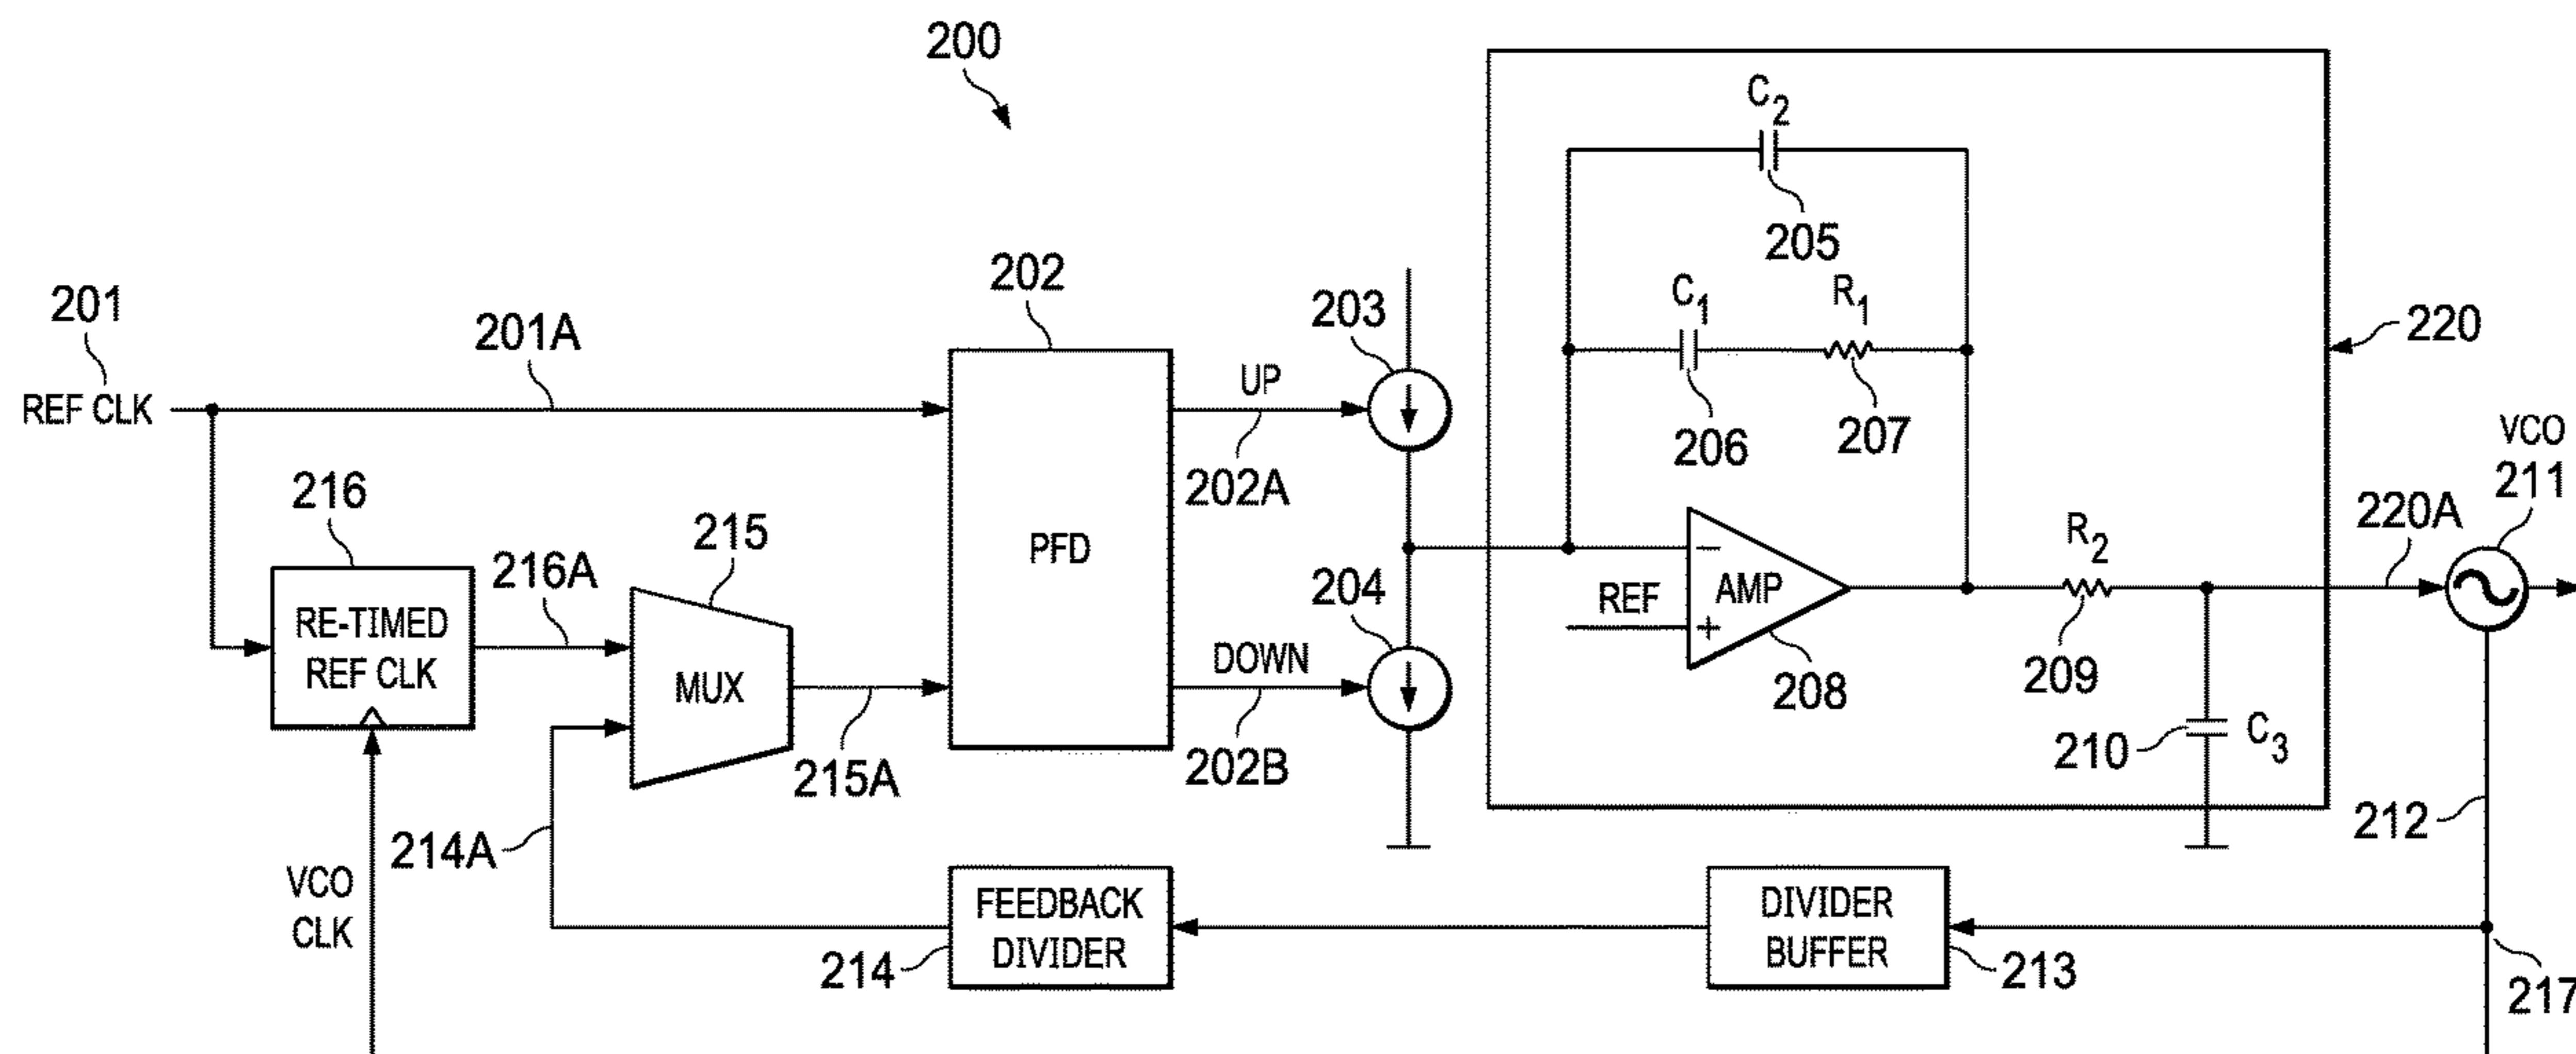 200
C2
205
C1
R1
206
207
220
201
REF CLK
201A
202
PFD
UP
202A
203
216
RE-TIMED
REF CLK
216A
215
MUX
215A
DOWN
202B
204
REF
AMP
−
+
208
R2
209
210
C3
220A
VCO
211
212
VCO
CLK
214A
FEEDBACK
DIVIDER
214
DIVIDER
BUFFER
213
217